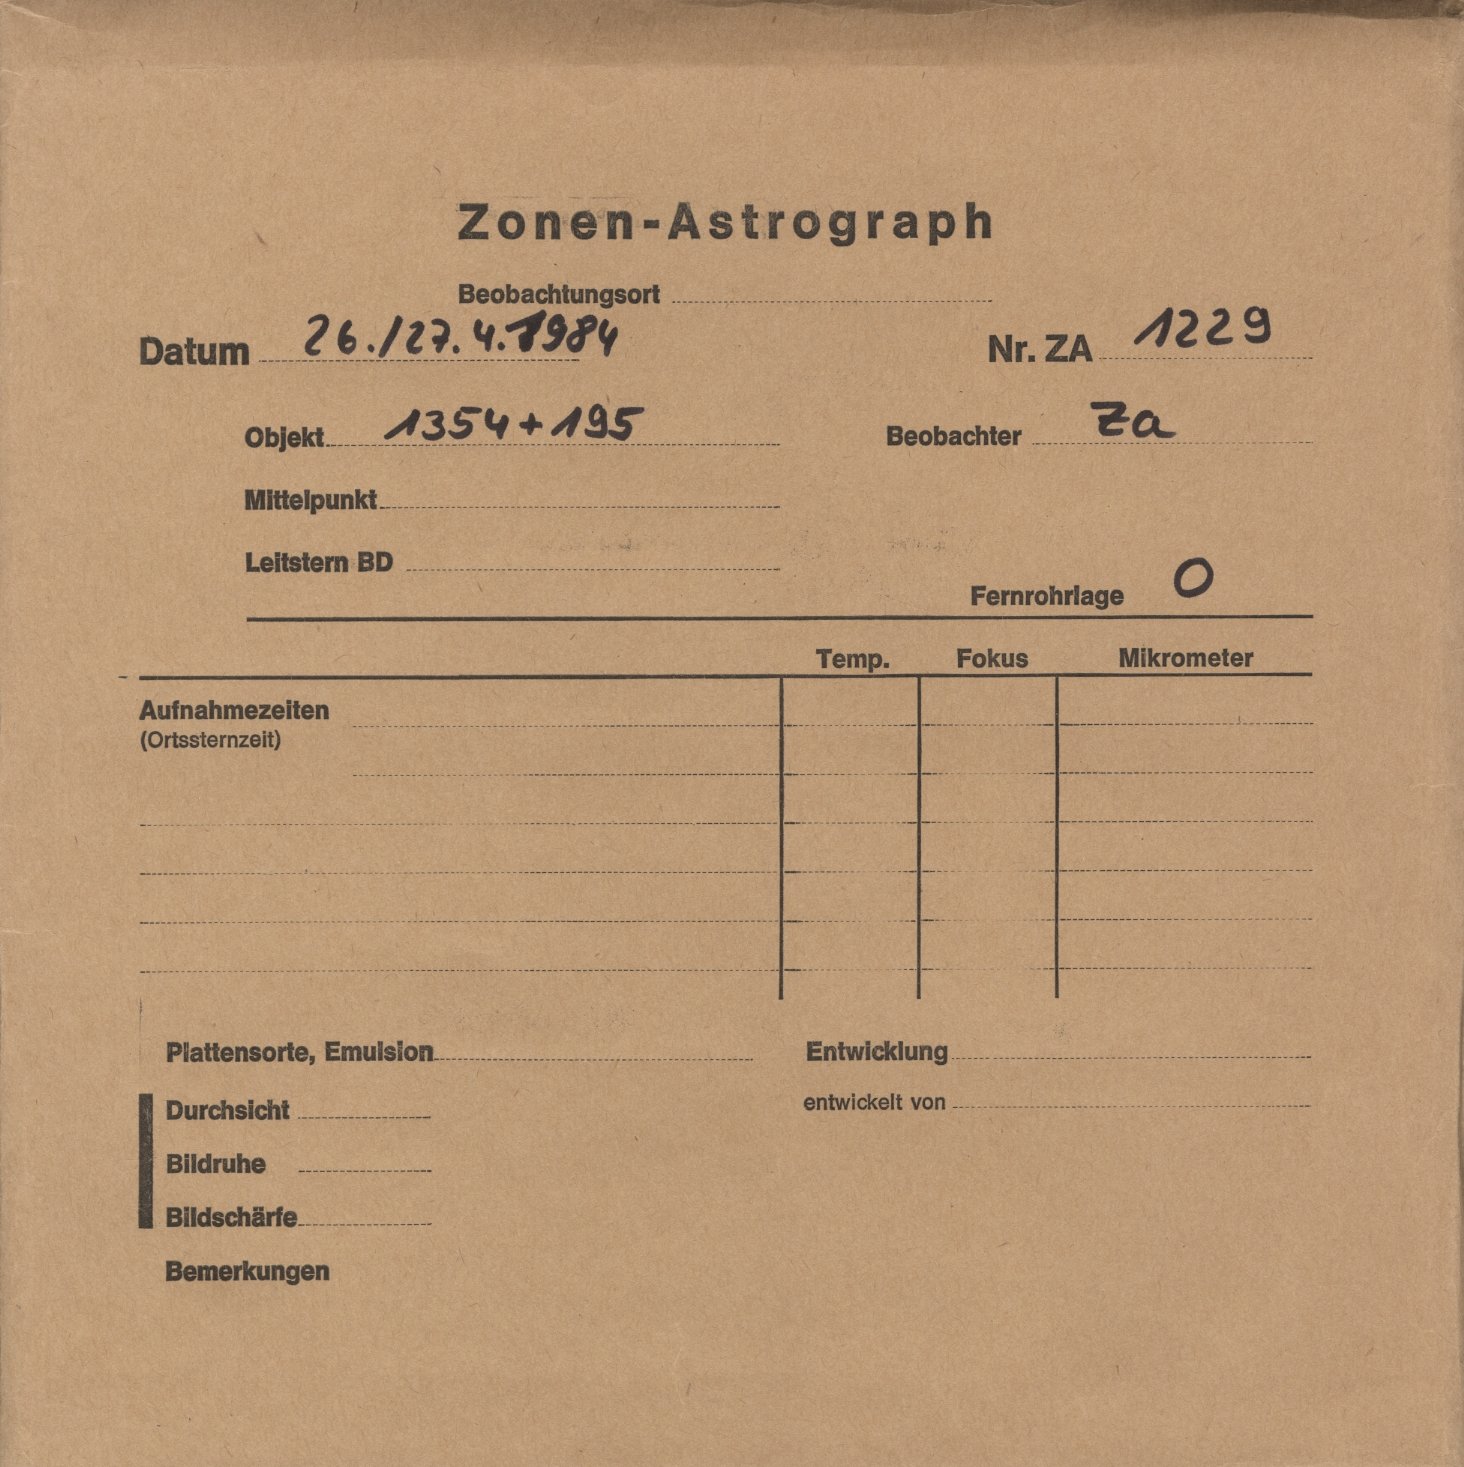 Zonen-Astrograph
Beobachtungsort
Datum 26./27.4.1984 Nr. ZA 1229
Objekt 1354+195 Beobachter Za
Mittelpunkt
Leitstern BD
Fernrohrlage O
Temp. Fokus Mikrometer
Aufnahmezeiten
(Ortssternzeit)
Plattensorte, Emulsion Entwicklung
Durchsicht entwickelt von
Bildruhe
Bildschärfe
Bemerkungen